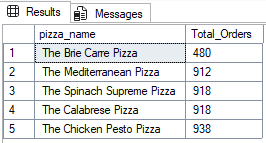 Results Messages
pizza_name Total_Orders
1 The Brie Carre Pizza 480
2 The Mediterranean Pizza 912
3 The Spinach Supreme Pizza 918
4 The Calabrese Pizza 918
5 The Chicken Pesto Pizza 938